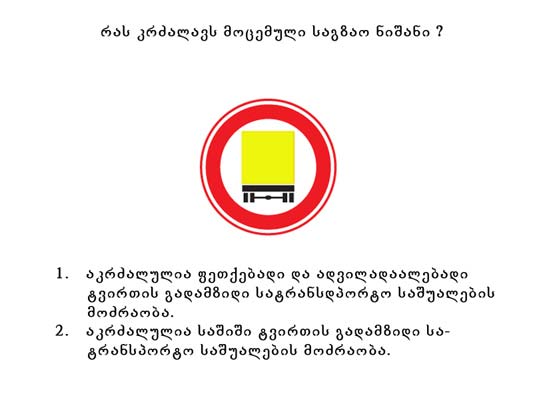 რას კრძალავს მოცემული საგზაო ნიშანი ?
1. აკრძალულია ფეთქებადი და ადვილადაალებადი
ტვირთის გადამზიდი სატრანსდპორტო საშუალების
მოძრაობა.
2. აკრძალულია საშიში ტვირთის გადამზიდი სა-
ტრანსპორტო საშუალების მოძრაობა.